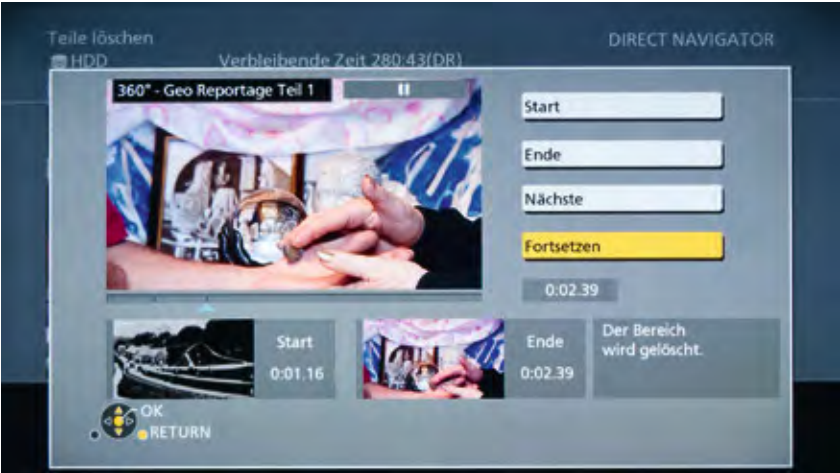 Teile löschen
DIRECT NAVIGATOR
HDD
Verbleibende Zeit 280:43(DR)
360° - Geo Reportage Teil 1
Start
Ende
Nächste
Fortsetzen
0:02.39
Start
0:01.16
Ende
0:02.39
Der Bereich
wird gelöscht.
OK
RETURN